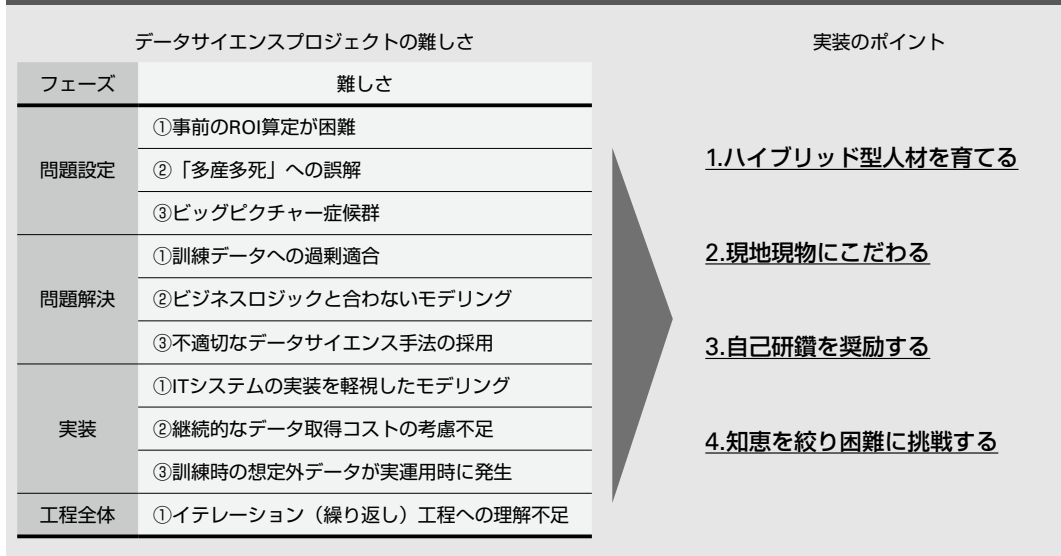 データサイエンスプロジェクトの難しさ
フェーズ
難しさ
問題設定
①事前のROI算定が困難
②「多産多死」への誤解
③ビッグピクチャー症候群
問題解決
①訓練データへの過剰適合
②ビジネスロジックと合わないモデリング
③不適切なデータサイエンス手法の採用
実装
①ITシステムの実装を軽視したモデリング
②継続的なデータ取得コストの考慮不足
③訓練時の想定外データが実運用時に発生
工程全体
①イテレーション（繰り返し）工程への理解不足
実装のポイント
1.ハイブリッド型人材を育てる
2.現地現物にこだわる
3.自己研鑽を奨励する
4.知恵を絞り困難に挑戦する